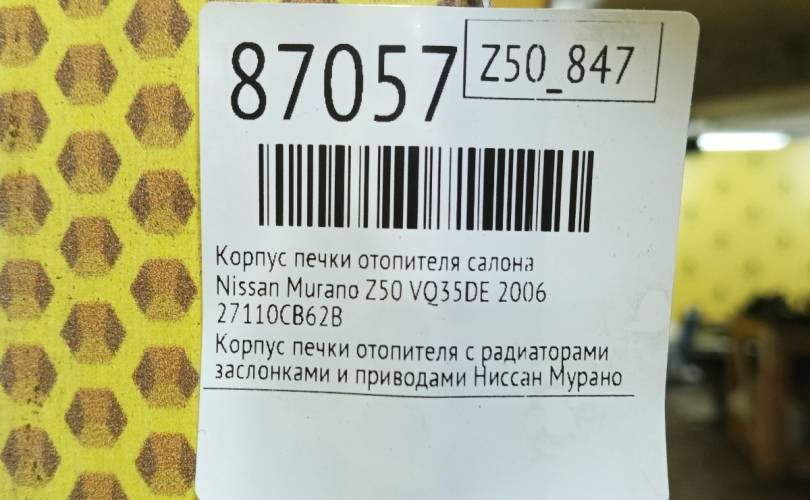 87057
Z50_847
Корпус печки отопителя салона
Nissan Murano Z50 VQ35DE 2006
27110CB62B
Корпус печки отопителя с радиаторами
заслонками и приводами Ниссан Мурано